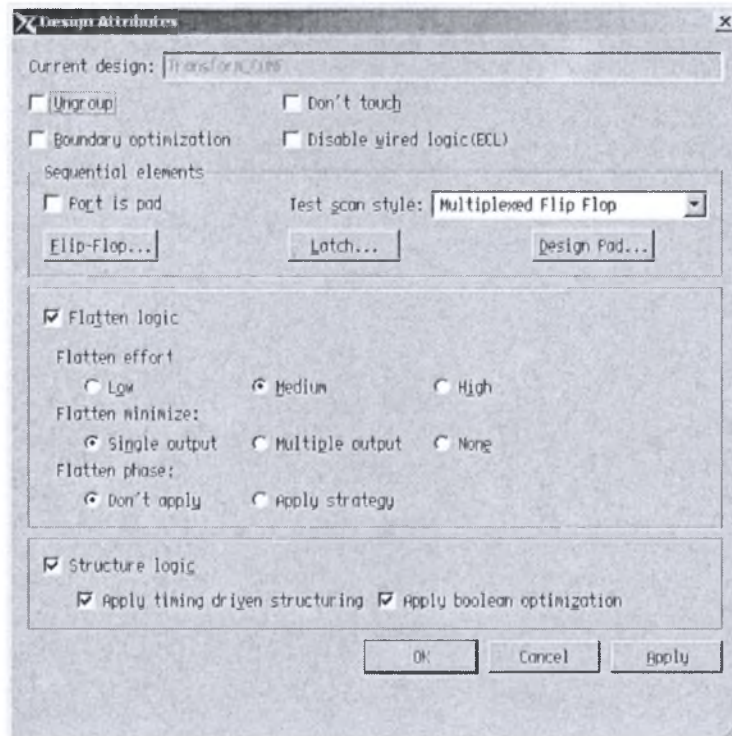 Design Attributes
Current design:
Ungroup Don't touch
Boundary optimization Disable wired logic(ECL)
Sequential elements
Port is pad Test scan style: Multiplexed Flip Flop
Flip-Flop... Latch... Design Pad...
Flatten logic
Flatten effort
Low Medium High
Flatten minimize:
Single output Multiple output None
Flatten phase:
Don't apply Apply strategy
Structure logic
Apply timing driven structuring Apply boolean optimization
OK Cancel Apply